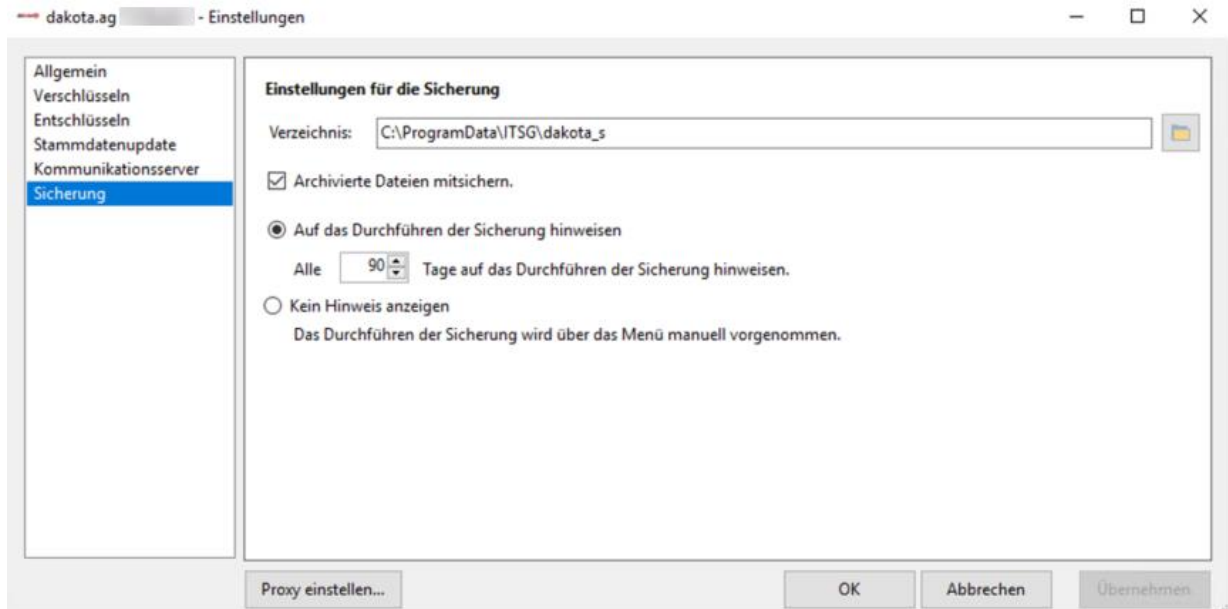 dakota.ag - Einstellungen
Allgemein
Verschlüsseln
Entschlüsseln
Stammdatenupdate
Kommunikationsserver
Sicherung
Einstellungen für die Sicherung
Verzeichnis: C:\ProgramData\ITSG\dakota_s
Archivierte Dateien mitsichern.
Auf das Durchführen der Sicherung hinweisen
Alle 90 Tage auf das Durchführen der Sicherung hinweisen.
Kein Hinweis anzeigen
Das Durchführen der Sicherung wird über das Menü manuell vorgenommen.
Proxy einstellen... OK Abbrechen Übernehmen